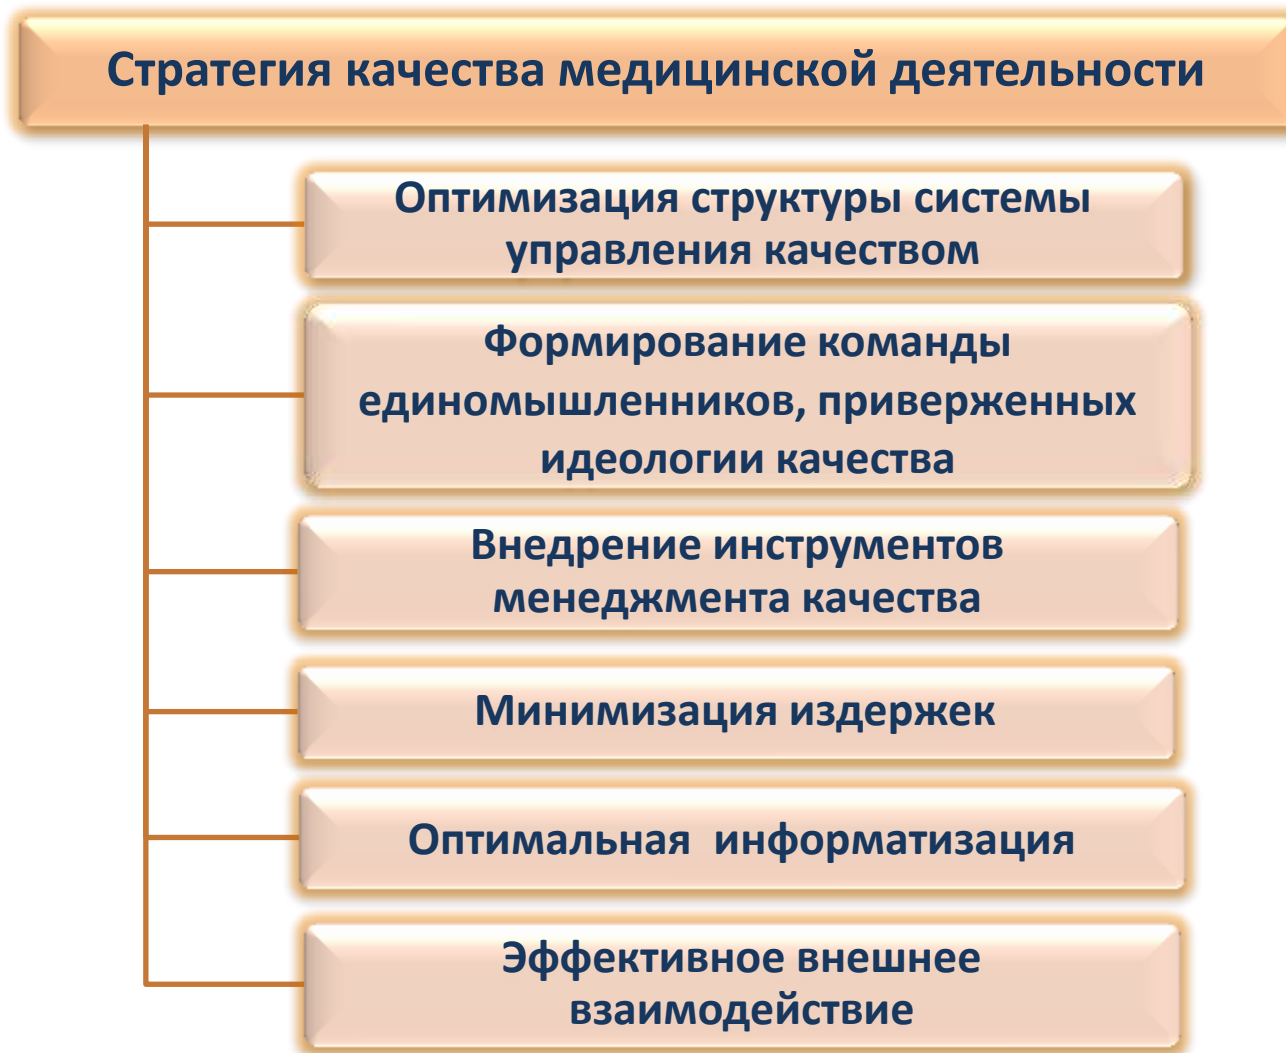 Стратегия качества медицинской деятельности
Оптимизация структуры системы
управления качеством
Формирование команды
единомышленников, приверженных
идеологии качества
Внедрение инструментов
менеджмента качества
Минимизация издержек
Оптимальная информатизация
Эффективное внешнее
взаимодействие